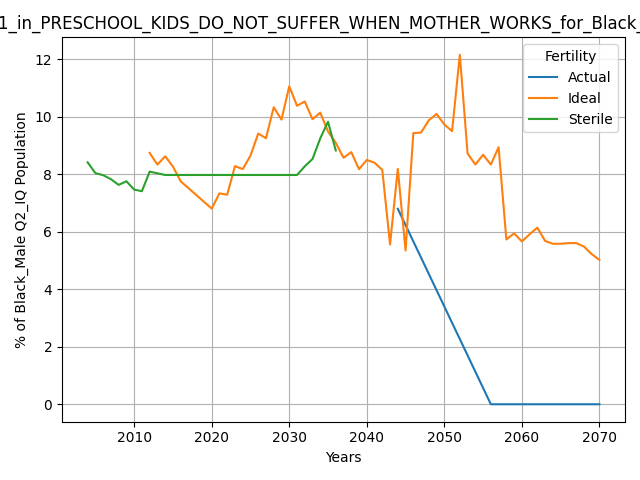 1_in_PRESCHOOL_KIDS_DO_NOT_SUFFER_WHEN_MOTHER_WORKS_for_Black_
Fertility
Actual
Ideal
Sterile
% of Black_Male Q2_IQ Population
12
10
8
6
4
2
0
2010 2020 2030 2040 2050 2060 2070
Years